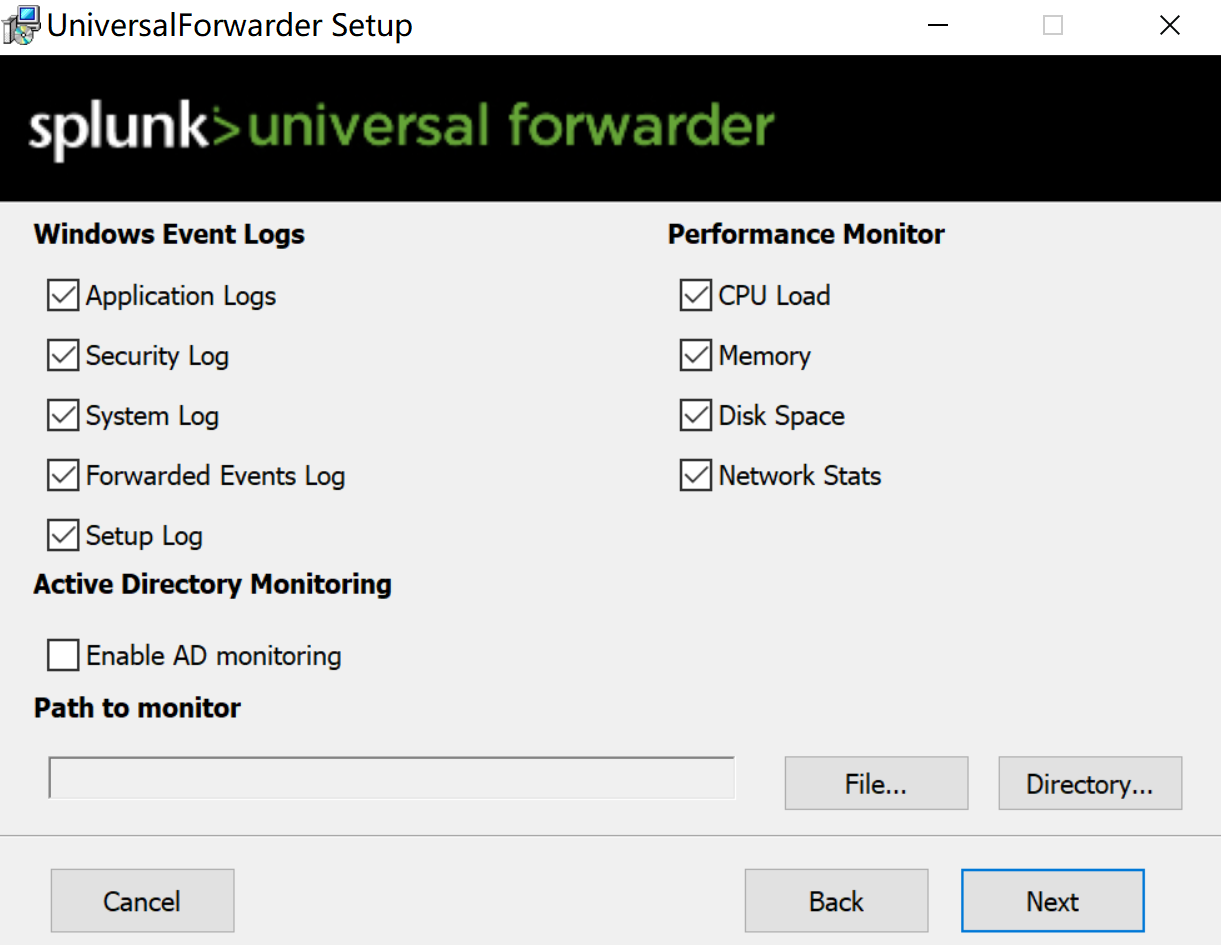 UniversalForwarder Setup
splunk> universal forwarder
Windows Event Logs
Application Logs
Security Log
System Log
Forwarded Events Log
Setup Log
Performance Monitor
CPU Load
Memory
Disk Space
Network Stats
Active Directory Monitoring
Enable AD monitoring
Path to monitor
File...
Directory...
Cancel
Back
Next